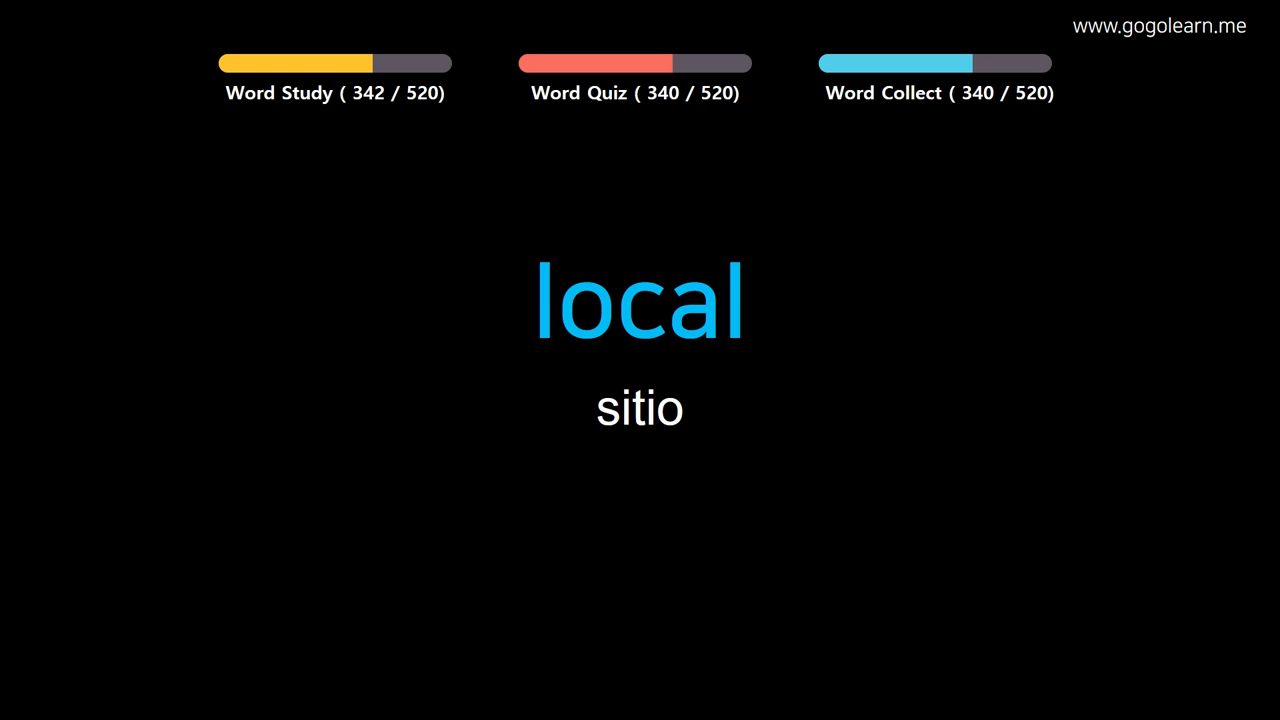 www.gogolearn.me
Word Study ( 342 / 520)
Word Quiz ( 340 / 520)
Word Collect ( 340 / 520)
local
sitio